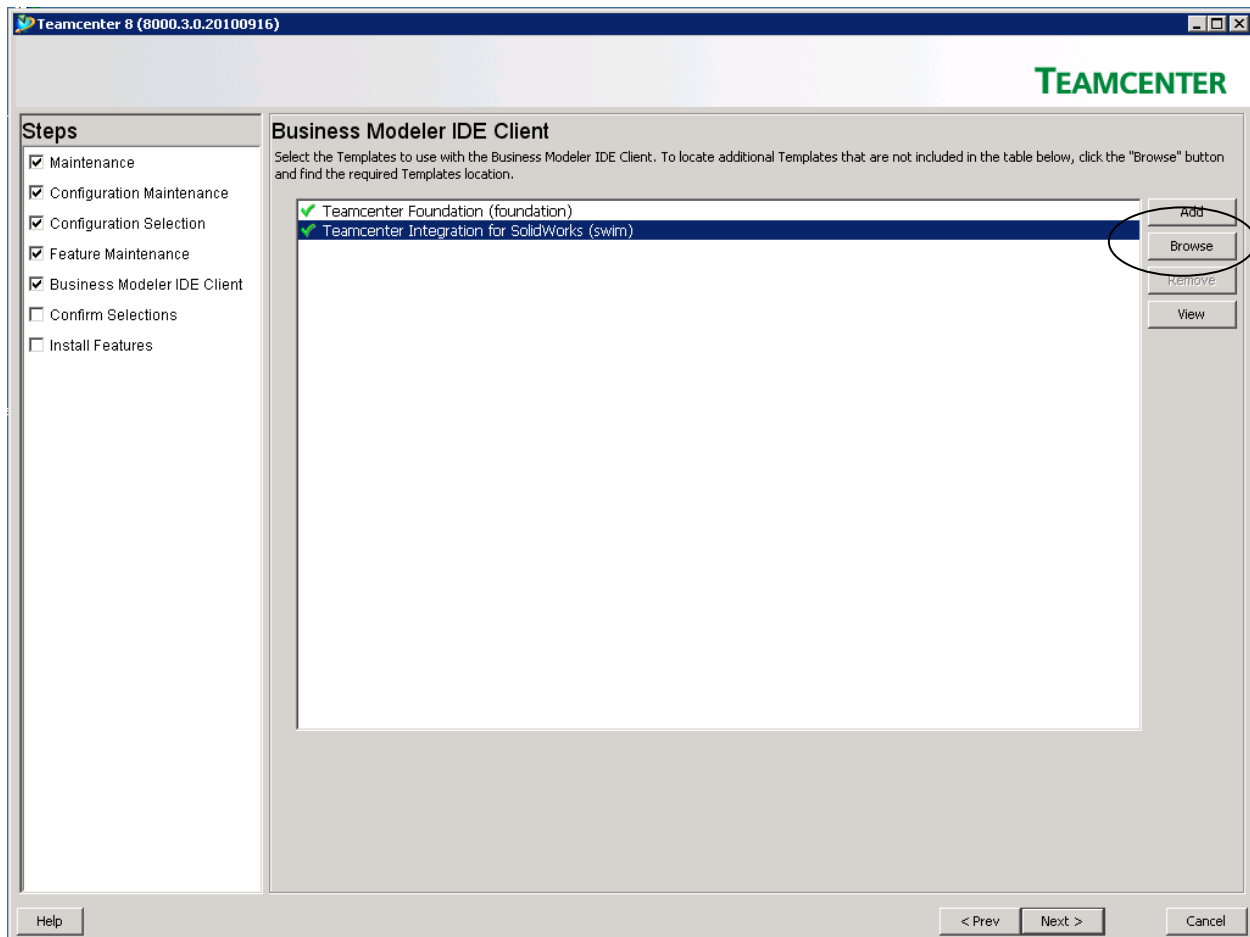 Teamcenter 8 (8000.3.0.20100916)
TEAMCENTER
Steps
Maintenance
Configuration Maintenance
Configuration Selection
Feature Maintenance
Business Modeler IDE Client
Confirm Selections
Install Features
Business Modeler IDE Client
Select the Templates to use with the Business Modeler IDE Client. To locate additional Templates that are not included in the table below, click the "Browse" button
and find the required Templates location.
Teamcenter Foundation (foundation)
Teamcenter Integration for SolidWorks (swim)
Add
Browse
Remove
View
Help
< Prev
Next >
Cancel